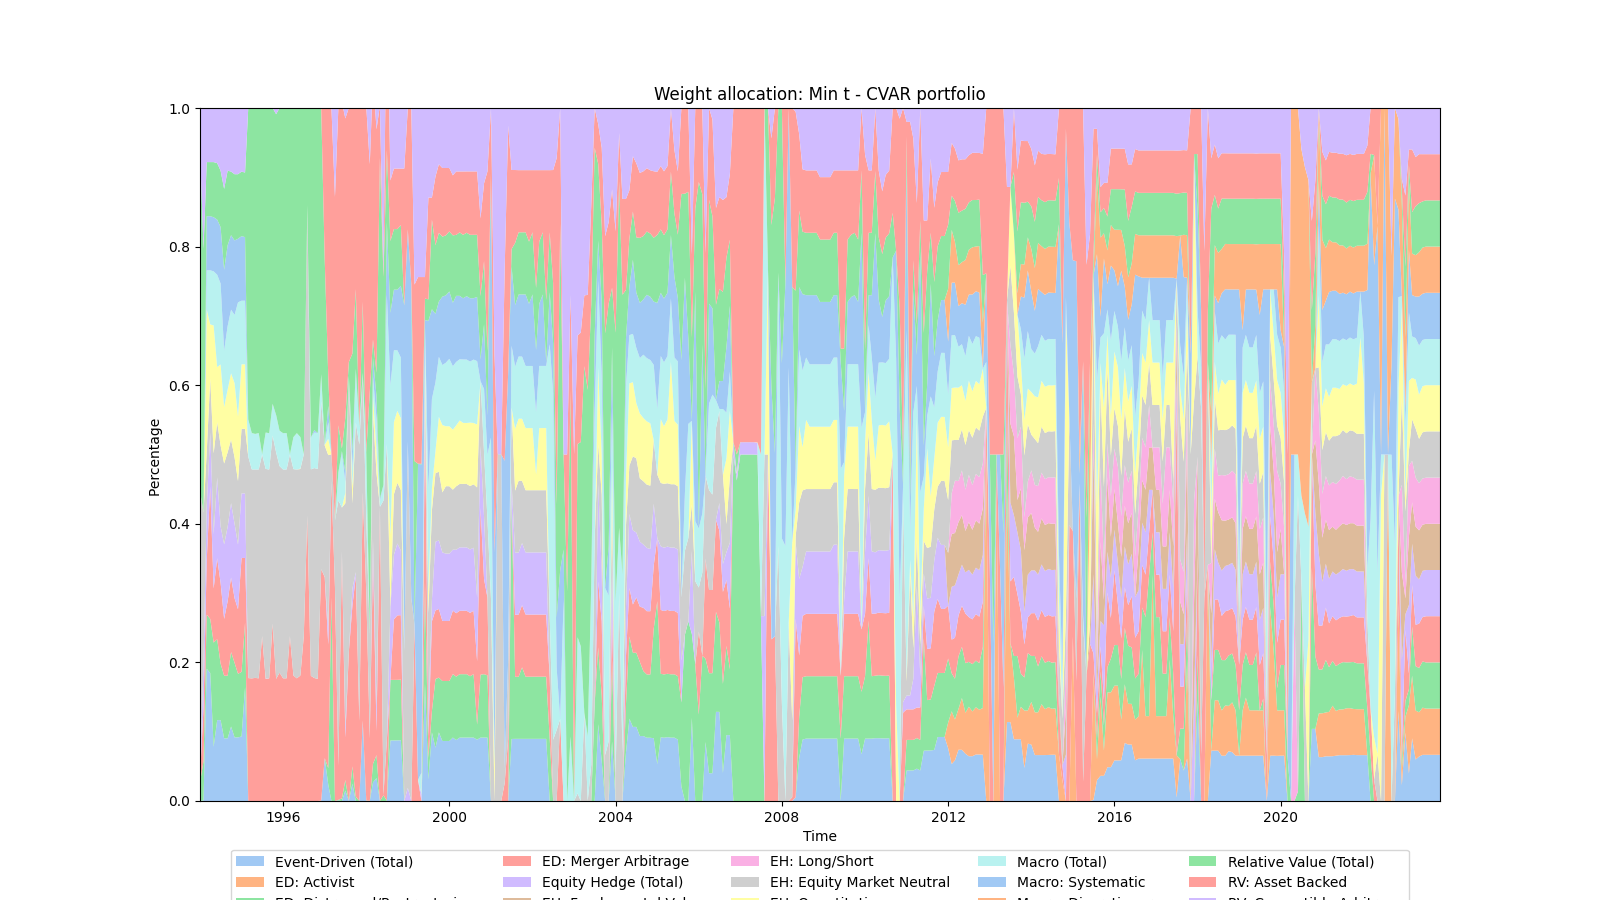 Weight allocation: Min t - CVAR portfolio
1.0
0.8
0.6
0.4
0.2
0.0
Percentage
1996 2000 2004 2008 2012 2016 2020
Time
Event-Driven (Total) ED: Merger Arbitrage EH: Long/Short Macro (Total) Relative Value (Total)
ED: Activist Equity Hedge (Total) EH: Equity Market Neutral Macro: Systematic RV: Asset Backed